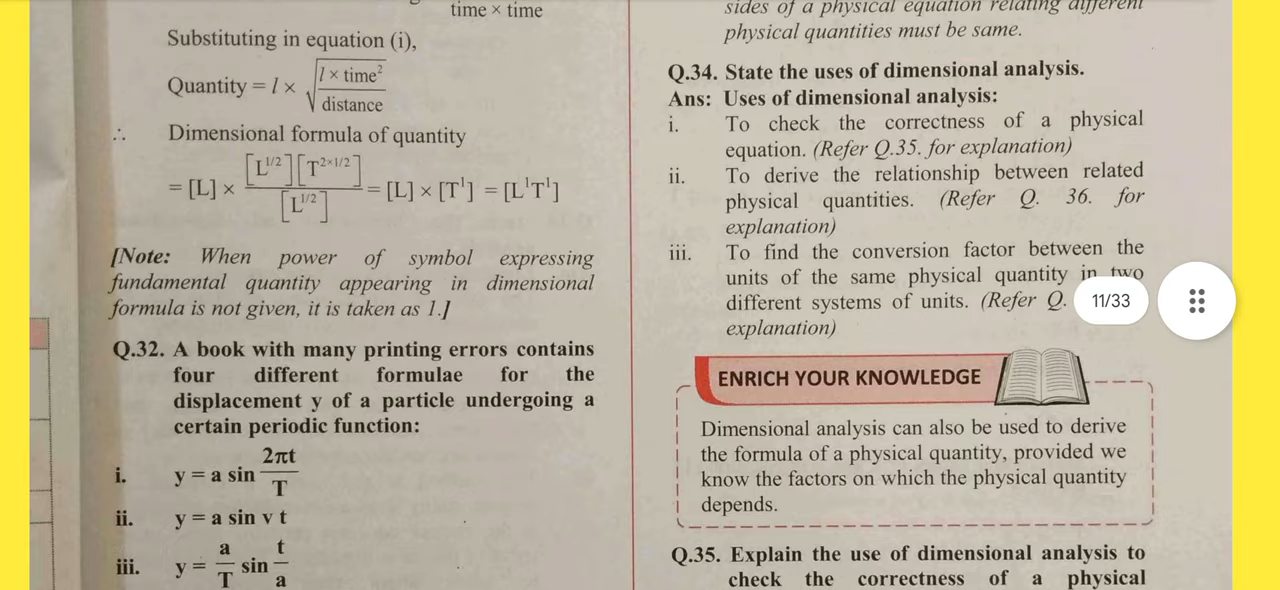 time × time
Substituting in equation (i),
Quantity = l × √(l × time² / distance)
∴ Dimensional formula of quantity
= [L] × [L^1/2][T^2×1/2] / [L^1/2] = [L] × [T¹] = [L¹T¹]
[Note: When power of symbol expressing
fundamental quantity appearing in dimensional
formula is not given, it is taken as 1.]
Q.32. A book with many printing errors contains
four different formulae for the
displacement y of a particle undergoing a
certain periodic function:
i. y = a sin 2πt / T
ii. y = a sin v t
iii. y = a / T sin t / a
sides of a physical equation relating different
physical quantities must be same.
Q.34. State the uses of dimensional analysis.
Ans: Uses of dimensional analysis:
i. To check the correctness of a physical
equation. (Refer Q.35. for explanation)
ii. To derive the relationship between related
physical quantities. (Refer Q. 36. for
explanation)
iii. To find the conversion factor between the
units of the same physical quantity in two
different systems of units. (Refer Q.
explanation)
11/33
ENRICH YOUR KNOWLEDGE
Dimensional analysis can also be used to derive
the formula of a physical quantity, provided we
know the factors on which the physical quantity
depends.
Q.35. Explain the use of dimensional analysis to
check the correctness of a physical